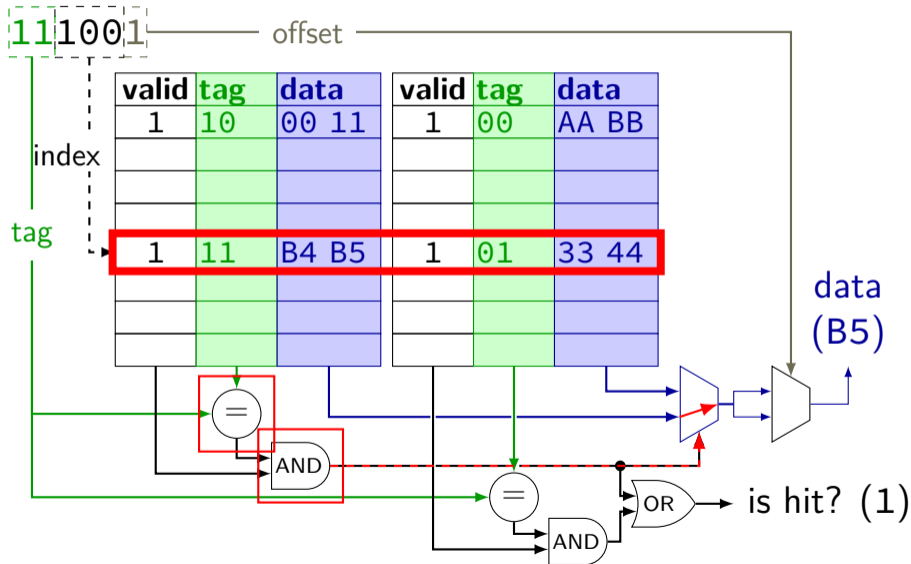 111001
offset
valid tag data valid tag data
1 10 00 11 1 00 AA BB
index
tag
1 11 B4 B5 1 01 33 44
data
(B5)
=
AND
=
OR
is hit? (1)
AND